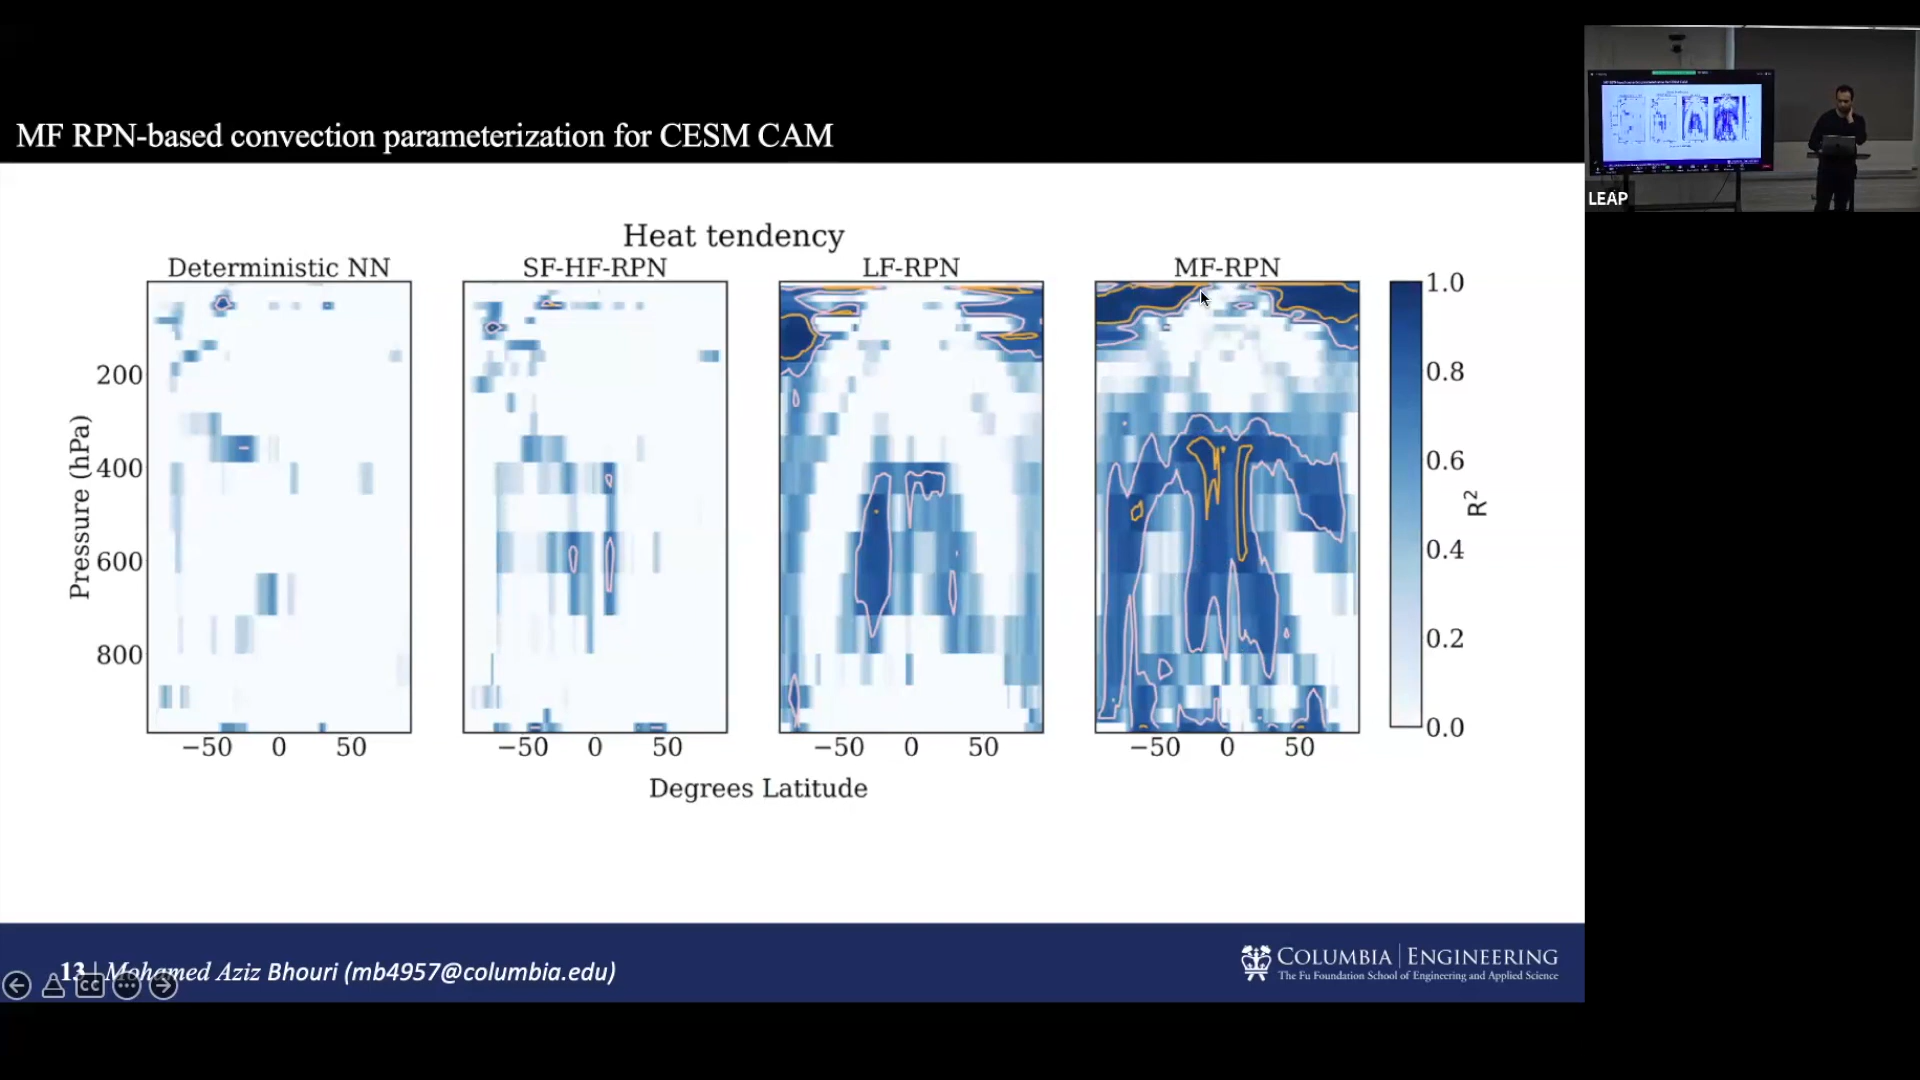 LEAP
MF RPN-based convection parameterization for CESM CAM
Heat tendency
Deterministic NN
SF-HF-RPN
LF-RPN
MF-RPN
Pressure (hPa)
200
400
600
800
−50 0 50
−50 0 50
−50 0 50
−50 0 50
Degrees Latitude
1.0
0.8
0.6
0.4
0.2
0.0
R²
13 | Mohamed Aziz Bhouri (mb4957@columbia.edu)
CC
COLUMBIA | ENGINEERING
The Fu Foundation School of Engineering and Applied Science